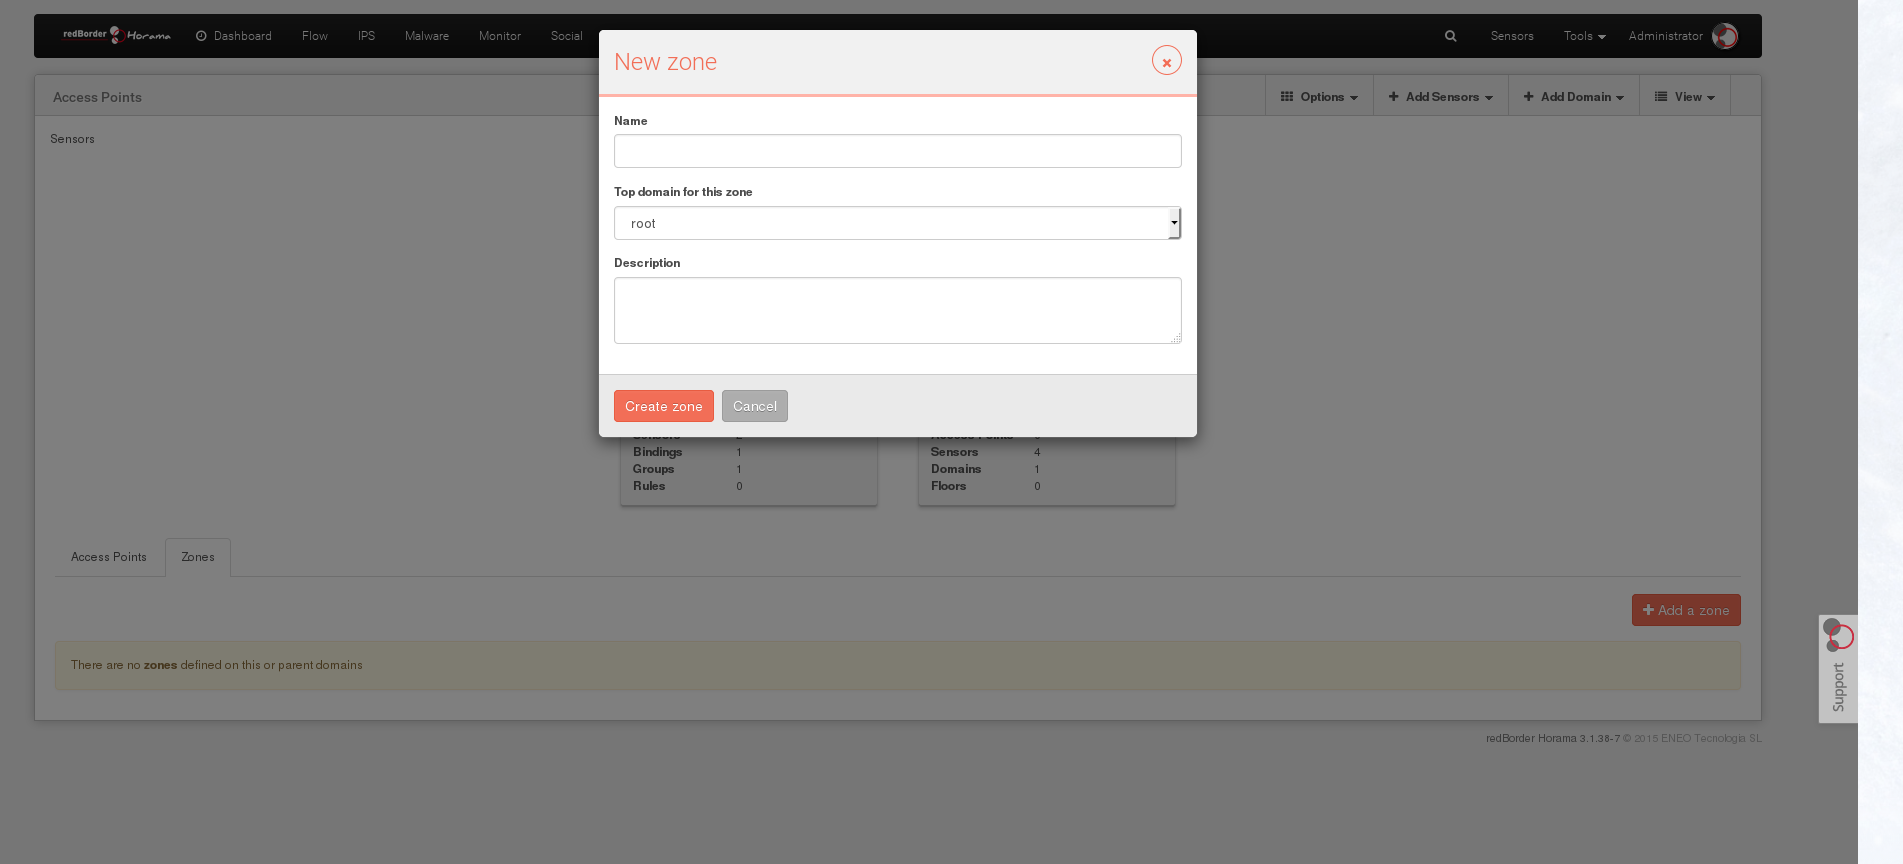 redBorder Horama Dashboard Flow IPS Malware Monitor Social Sensors Tools Administrator
New zone
Access Points Options Add Sensors Add Domain View
Sensors
Name
Top domain for this zone
root
Description
Create zone Cancel
Bindings 1 Sensors 4
Groups 1 Domains 1
Rules 0 Floors 0
Access Points Zones
Add a zone
There are no zones defined on this or parent domains
Support
redBorder Horama 3.1.38-7 © 2015 ENEO Tecnología SL